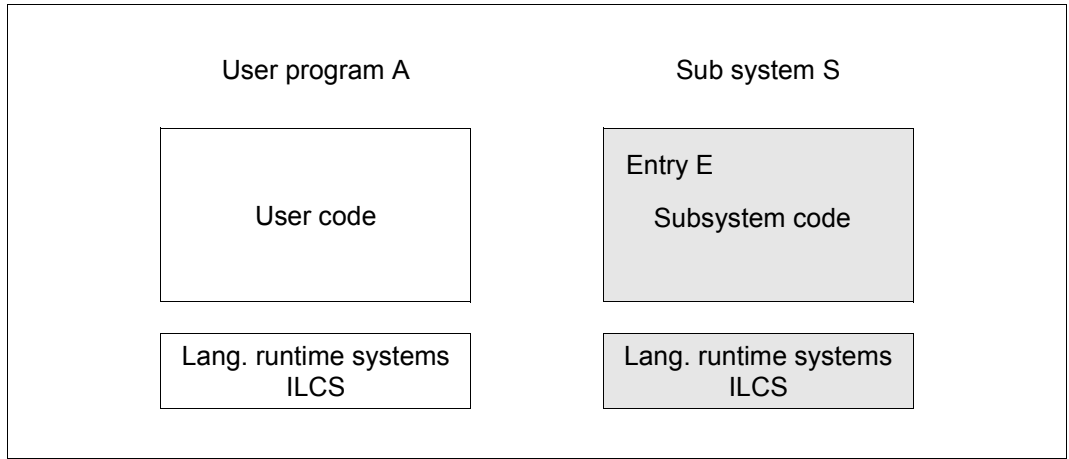 User program A
Sub system S
User code
Entry E
Subsystem code
Lang. runtime systems
ILCS
Lang. runtime systems
ILCS